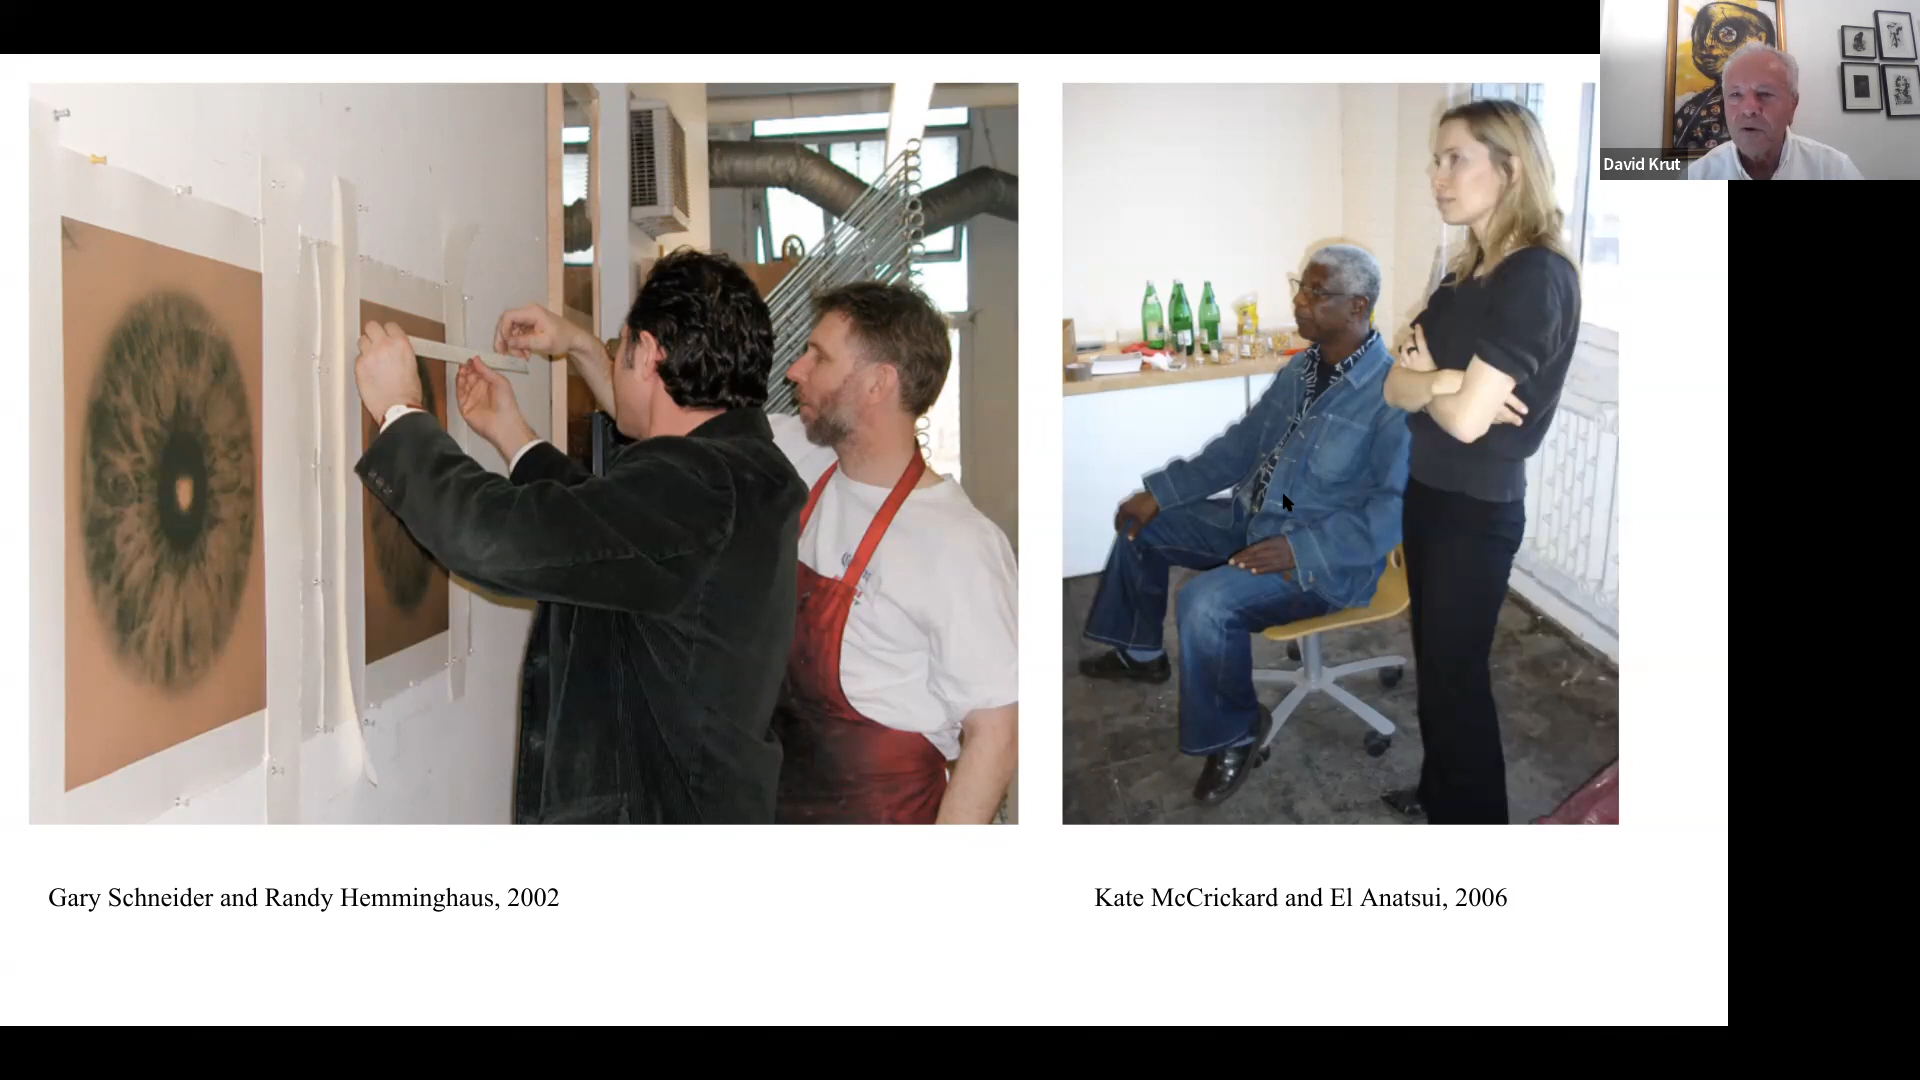 David Krut
Gary Schneider and Randy Hemminghaus, 2002
Kate McCrickard and El Anatsui, 2006